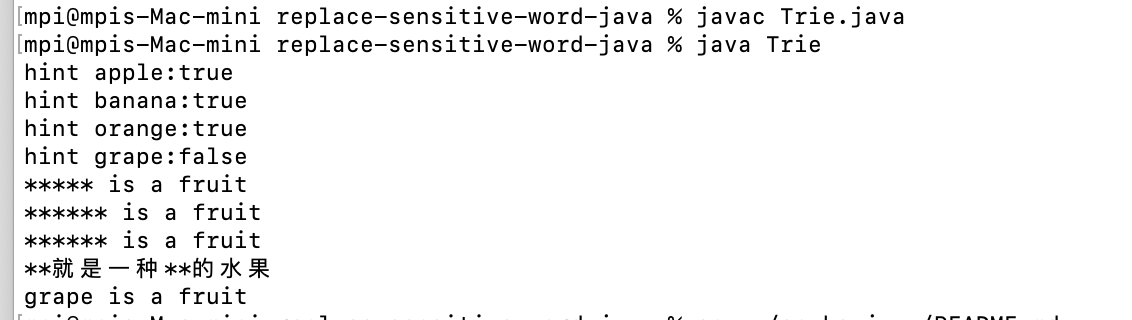 [mpi@mpis-Mac-mini replace-sensitive-word-java % javac Trie.java
[mpi@mpis-Mac-mini replace-sensitive-word-java % java Trie
hint apple:true
hint banana:true
hint orange:true
hint grape:false
***** is a fruit
****** is a fruit
****** is a fruit
**就是一种**的水果
grape is a fruit